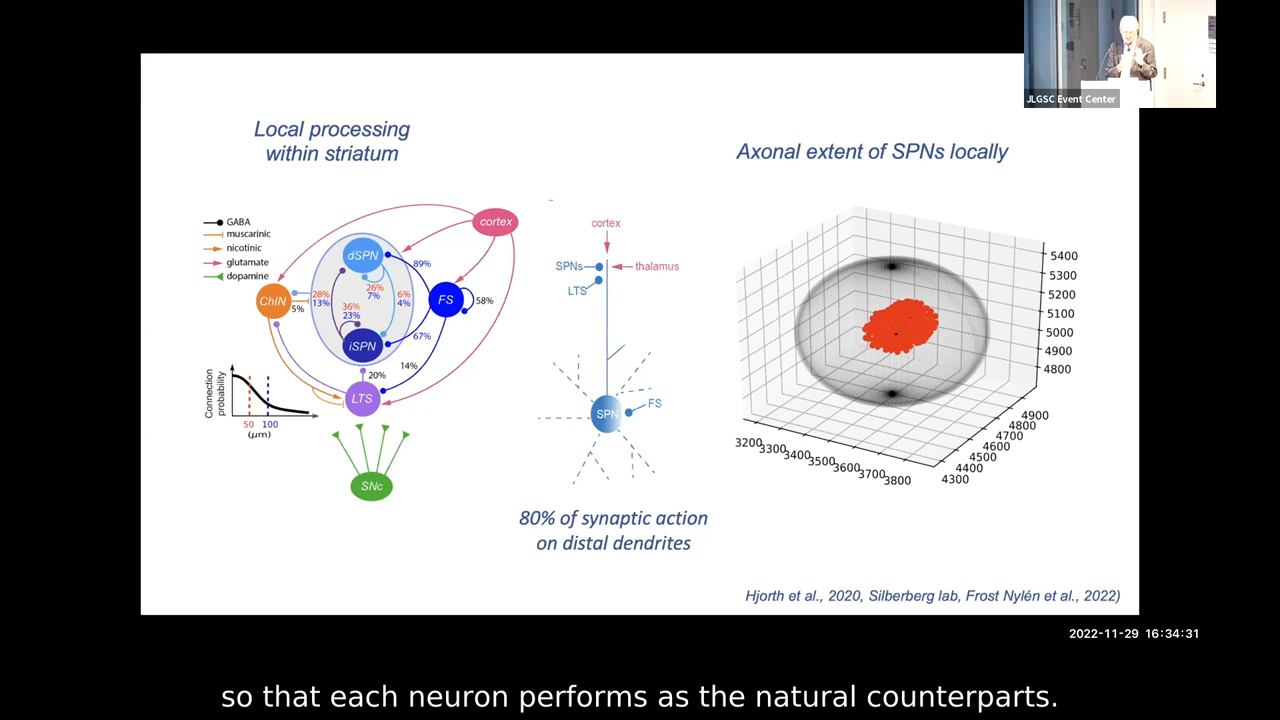 JLGSC Event Center
Local processing
within striatum
Axonal extent of SPNs locally
GABA
muscarinic
nicotinic
glutamate
dopamine
cortex
dSPN
89%
26%
7%
6%
4%
28%
13%
36%
23%
ChIN
5%
FS
58%
iSPN
67%
14%
20%
LTS
Connection
probability
50 100
(μm)
SNc
cortex
SPNs
thalamus
LTS
SPN
FS
80% of synaptic action
on distal dendrites
5400
5300
5200
5100
5000
4900
4800
4900
4800
4700
4600
4500
4400
4300
3200
3300
3400
3500
3600
3700
3800
Hjorth et al., 2020, Silberberg lab, Frost Nylén et al., 2022)
2022-11-29 16:34:31
so that each neuron performs as the natural counterparts.